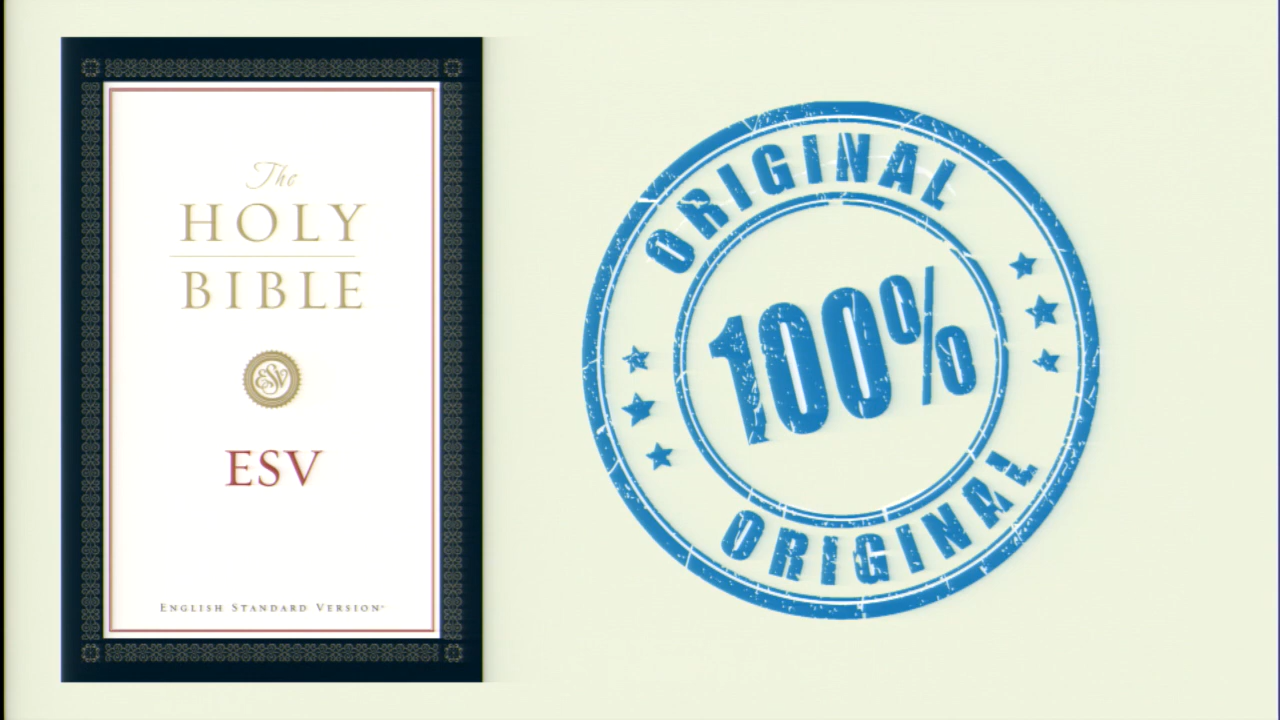 The
HOLY
BIBLE
ESV
ESV
ENGLISH STANDARD VERSION
ORIGINAL
100%
ORIGINAL